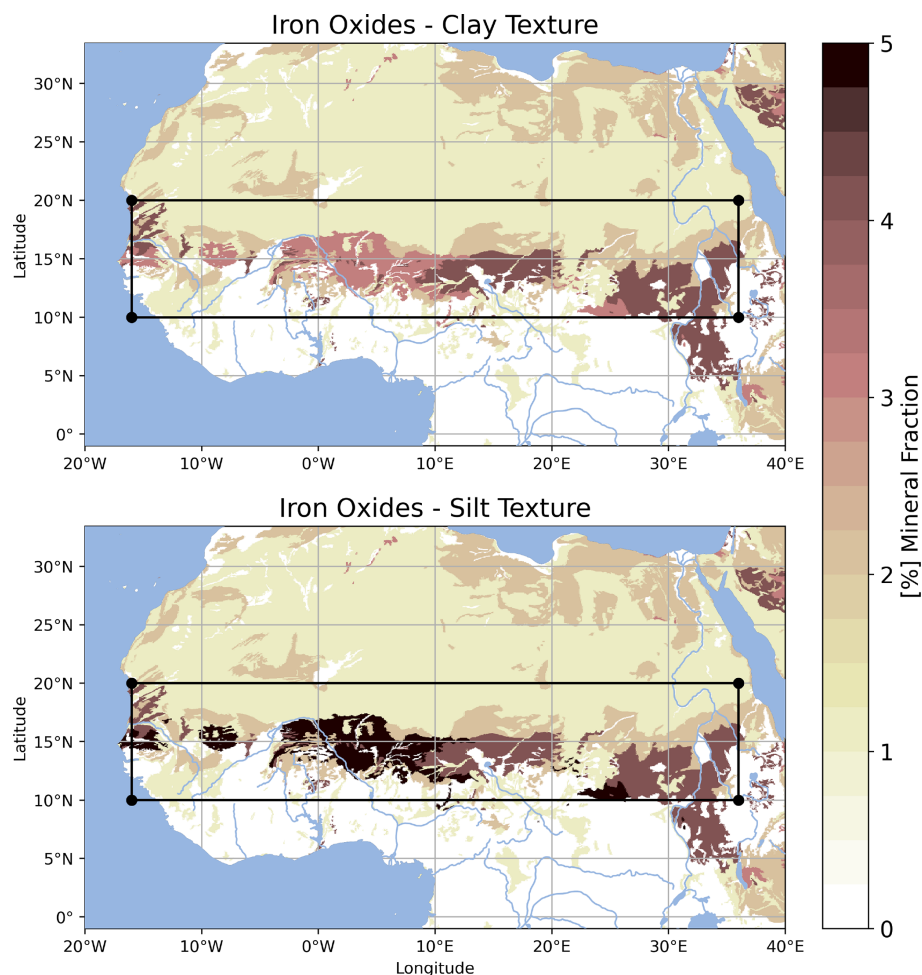 Iron Oxides - Clay Texture
30°N
25°N
20°N
15°N
10°N
5°N
0°
Latitude
20°W
10°W
0°W
10°E
20°E
30°E
40°E
Iron Oxides - Silt Texture
30°N
25°N
20°N
15°N
10°N
5°N
0°
Latitude
20°W
10°W
0°W
10°E
20°E
30°E
40°E
Longitude
5
4
3
2
1
0
[%] Mineral Fraction